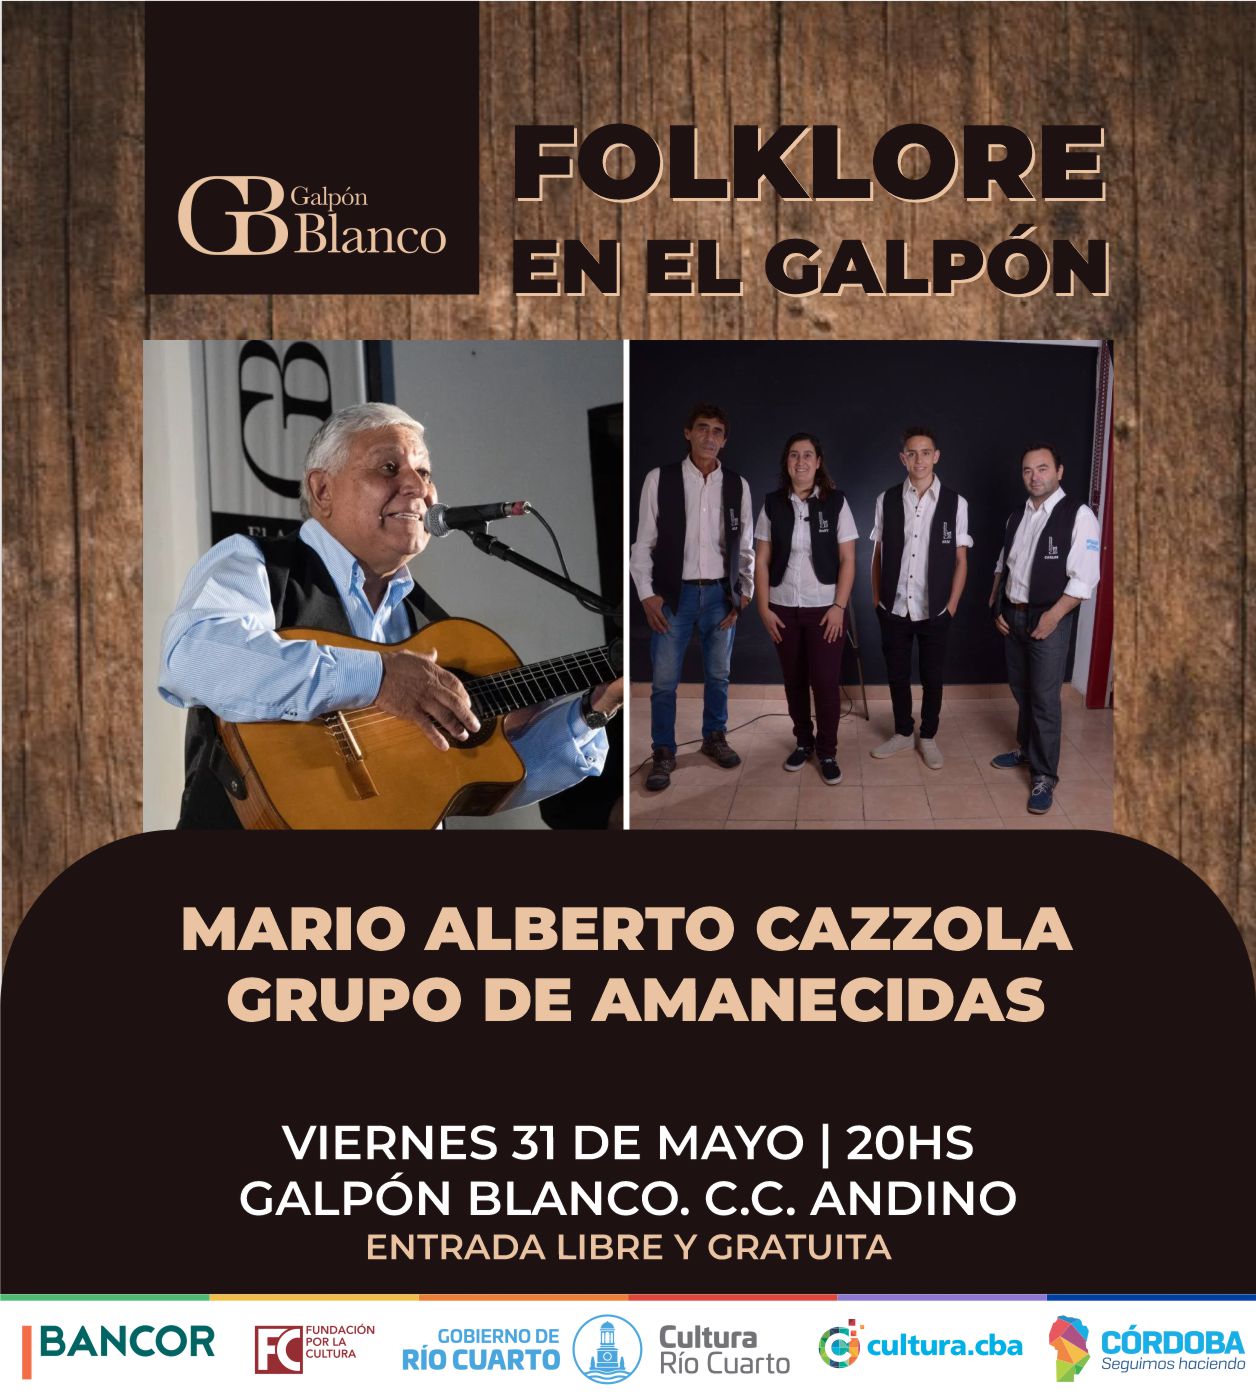 GB Galpón
Blanco
FOLKLORE
EN EL GALPÓN
GB
MARIO ALBERTO CAZZOLA
GRUPO DE AMANECIDAS
VIERNES 31 DE MAYO | 20HS
GALPÓN BLANCO. C.C. ANDINO
ENTRADA LIBRE Y GRATUITA
BANCOR
FC
FUNDACIÓN
POR LA
CULTURA
GOBIERNO DE
RÍO CUARTO
Cultura
Río Cuarto
cultura.cba
CÓRDOBA
Seguimos haciendo